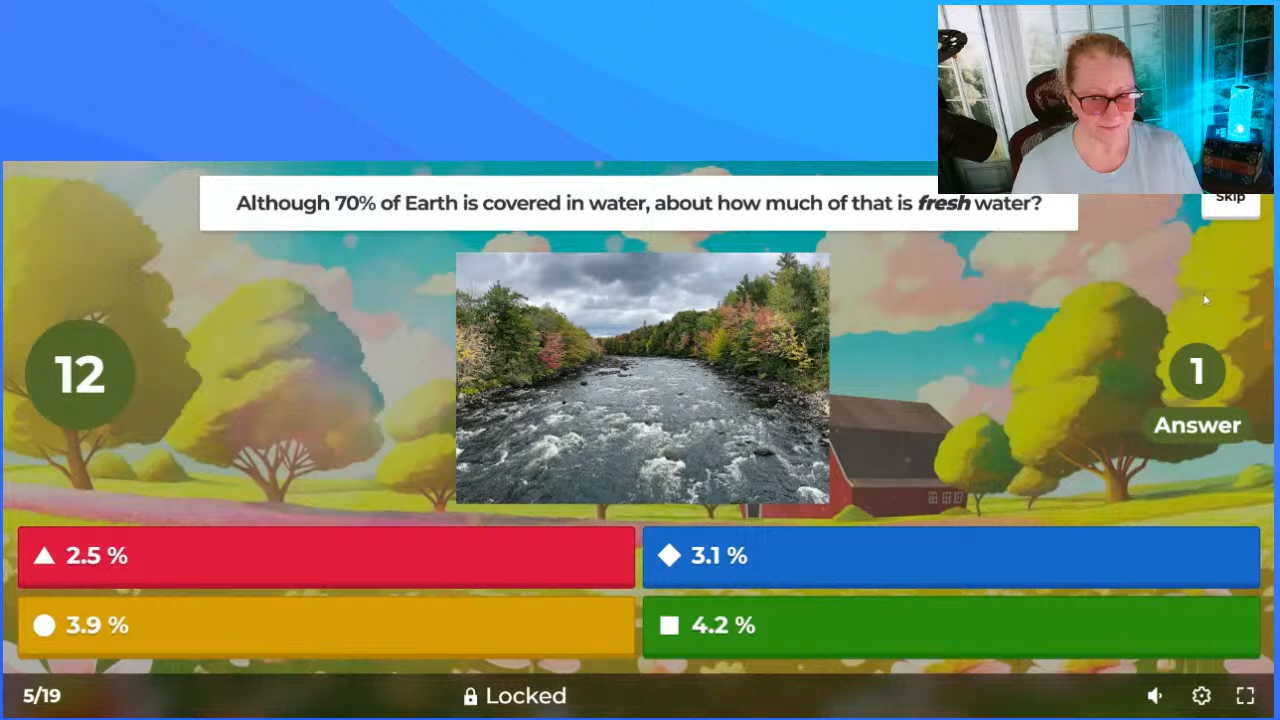 Although 70% of Earth is covered in water, about how much of that is fresh water?
Skip
12
1
Answer
2.5 %
3.1 %
3.9 %
4.2 %
5/19
Locked